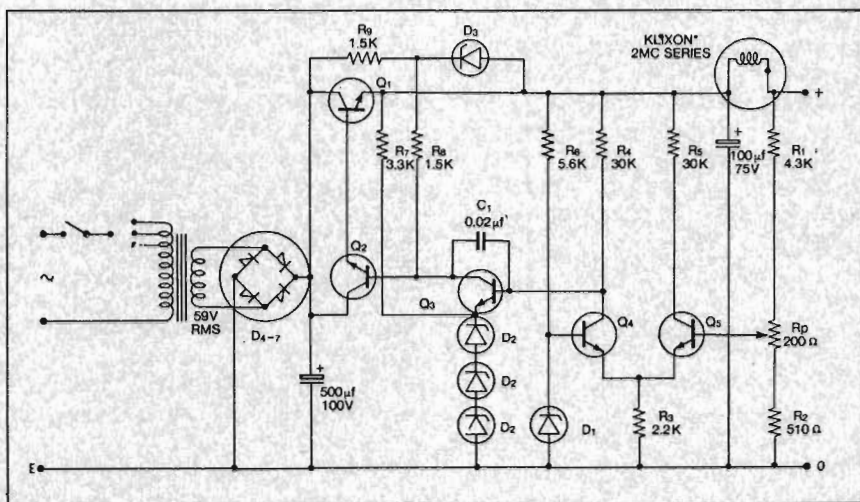 R9
1.5K
D3
KLIXON*
2MC SERIES
Q1
+
R7
3.3K
R8
1.5K
R6
5.6K
R4
30K
R5
30K
+
100µf
75V
R1
4.3K
C1
0.02µf
Q2
Q3
Q4
Q5
Rp
200 Ω
59V
RMS
D4-7
D2
D2
D2
+
500µf
100V
D1
R3
2.2K
R2
510 Ω
E
0